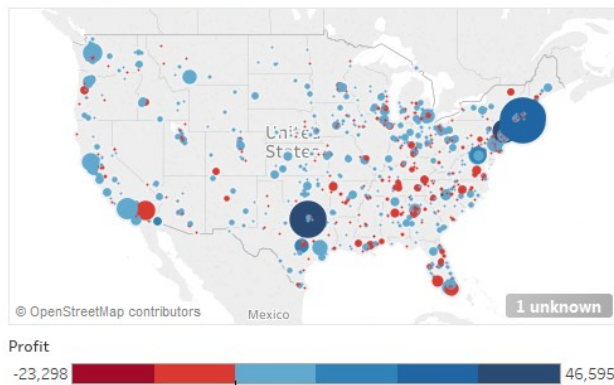 United
States
© OpenStreetMap contributors
Mexico
1 unknown
Profit
-23,298
46,595